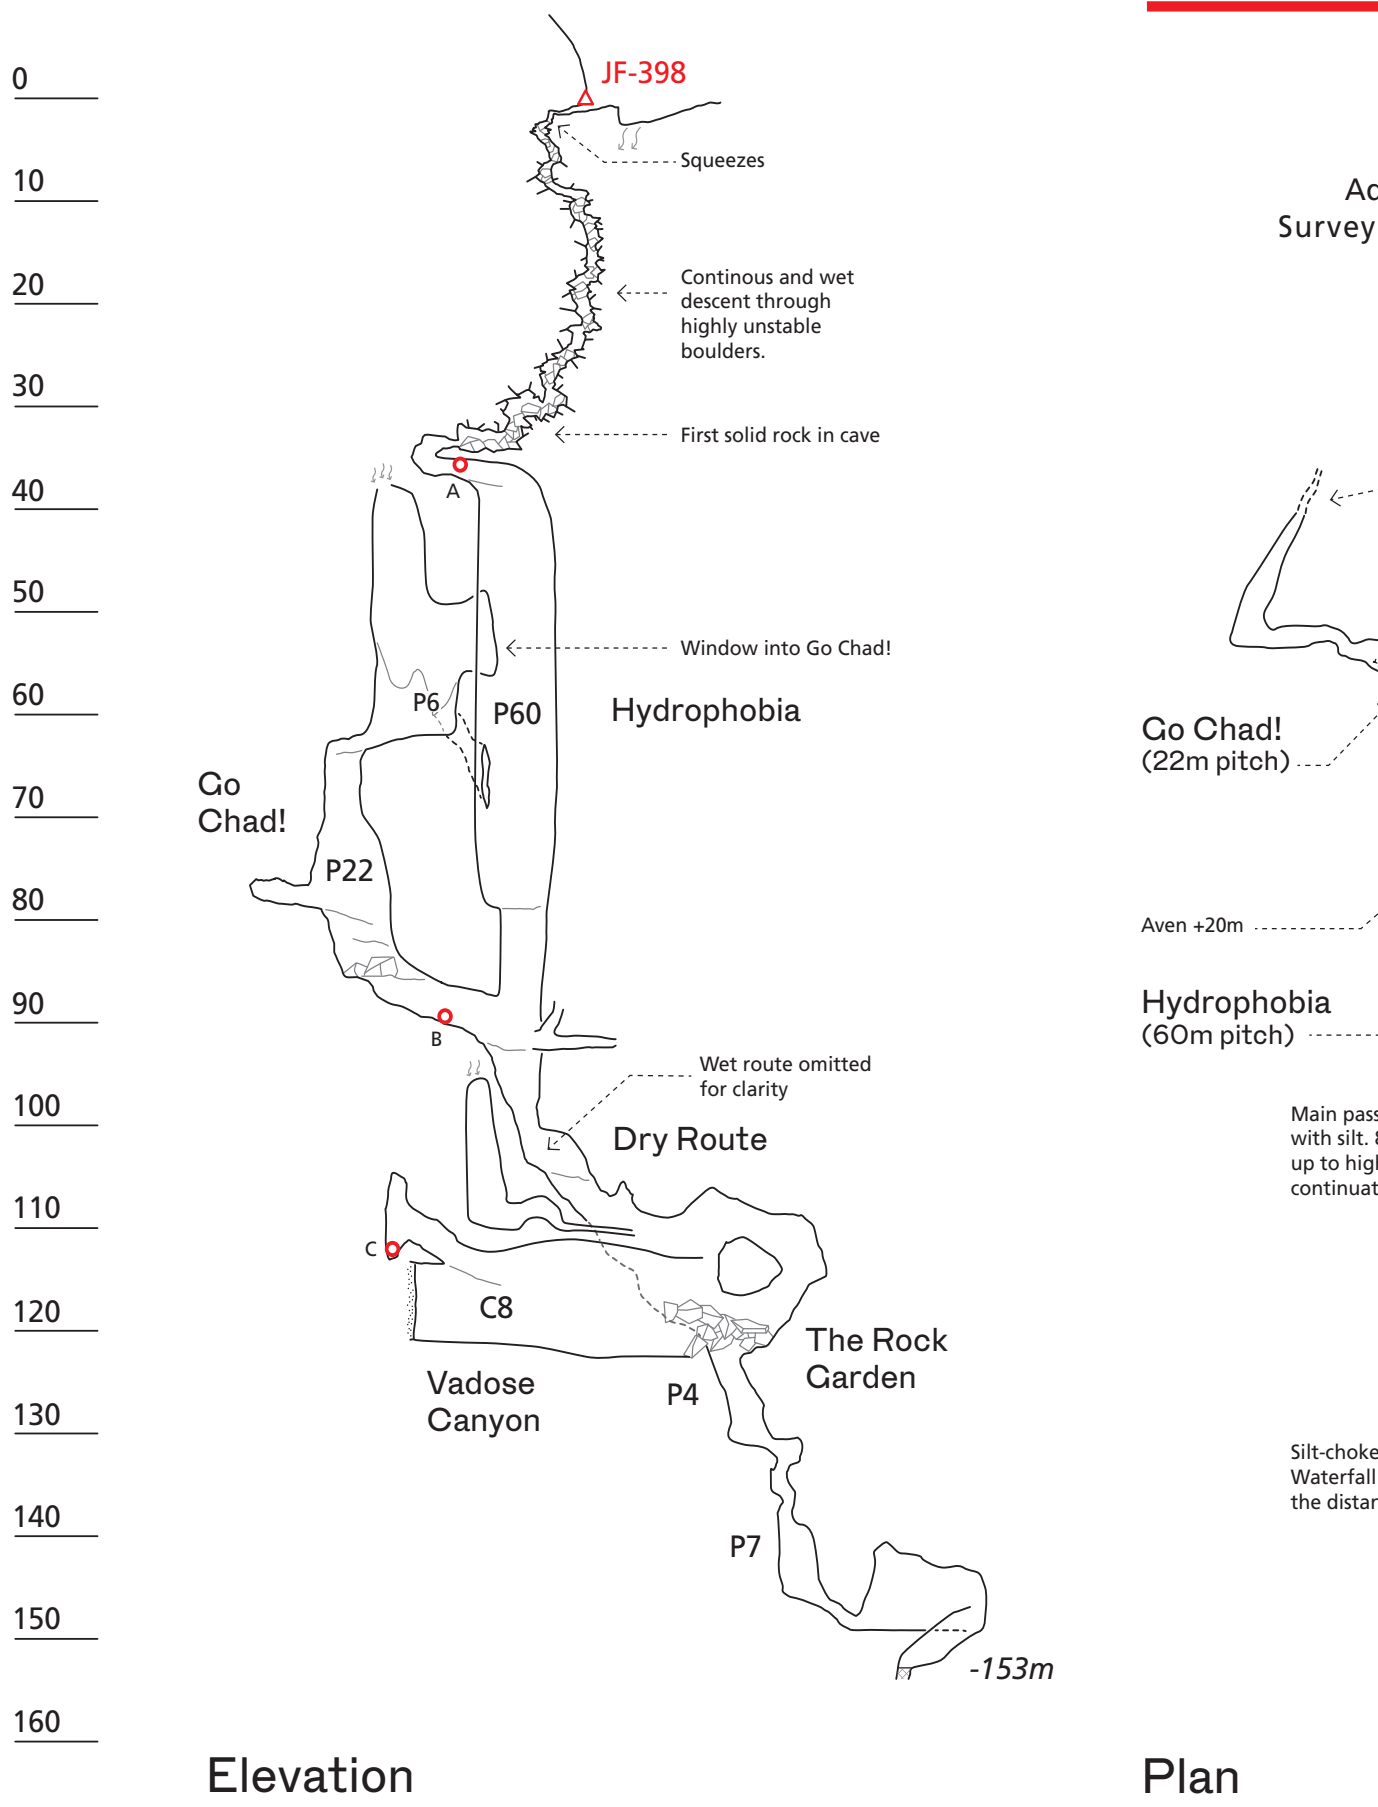 0
JF-398
Squeezes
10
20
Continous and wet
descent through
highly unstable
boulders.
30
First solid rock in cave
A
40
50
Window into Go Chad!
60
P6
P60
Hydrophobia
Go
Chad!
70
P22
80
90
B
Wet route omitted
for clarity
100
Dry Route
110
C
C8
120
The Rock
Garden
Vadose
Canyon
P4
130
140
P7
150
-153m
160
Elevation
Survey
Go Chad!
(22m pitch)
Aven +20m
Hydrophobia
(60m pitch)
Main pass
with silt. 8
up to high
continuat
Silt-choke
Waterfall
the distan
Plan